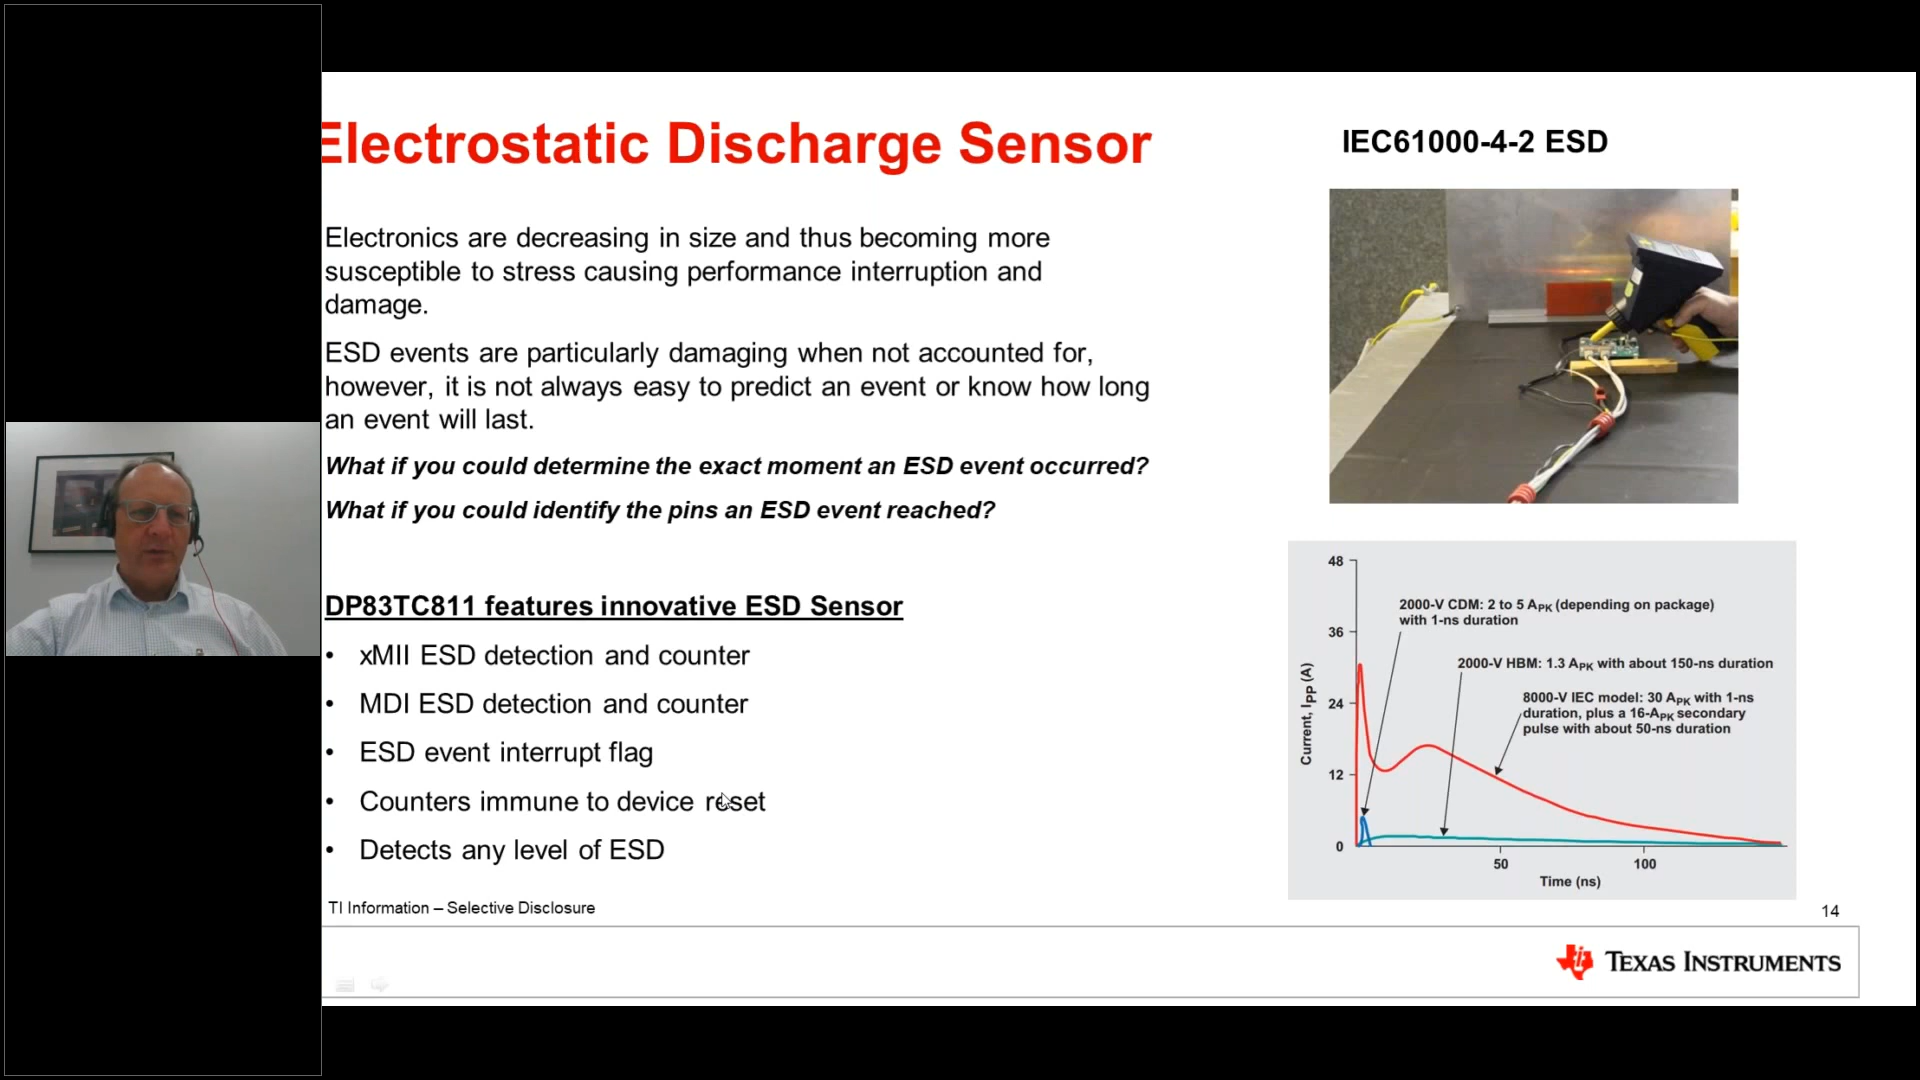 Electrostatic Discharge Sensor
IEC61000-4-2 ESD
Electronics are decreasing in size and thus becoming more
susceptible to stress causing performance interruption and
damage.
ESD events are particularly damaging when not accounted for,
however, it is not always easy to predict an event or know how long
an event will last.
What if you could determine the exact moment an ESD event occurred?
What if you could identify the pins an ESD event reached?
DP83TC811 features innovative ESD Sensor
• xMII ESD detection and counter
• MDI ESD detection and counter
• ESD event interrupt flag
• Counters immune to device reset
• Detects any level of ESD
48
36
24
12
0
Current, IPP (A)
2000-V CDM: 2 to 5 APK (depending on package)
with 1-ns duration
2000-V HBM: 1.3 APK with about 150-ns duration
8000-V IEC model: 30 APK with 1-ns
duration, plus a 16-APK secondary
pulse with about 50-ns duration
50
100
Time (ns)
TI Information – Selective Disclosure
14
TEXAS INSTRUMENTS